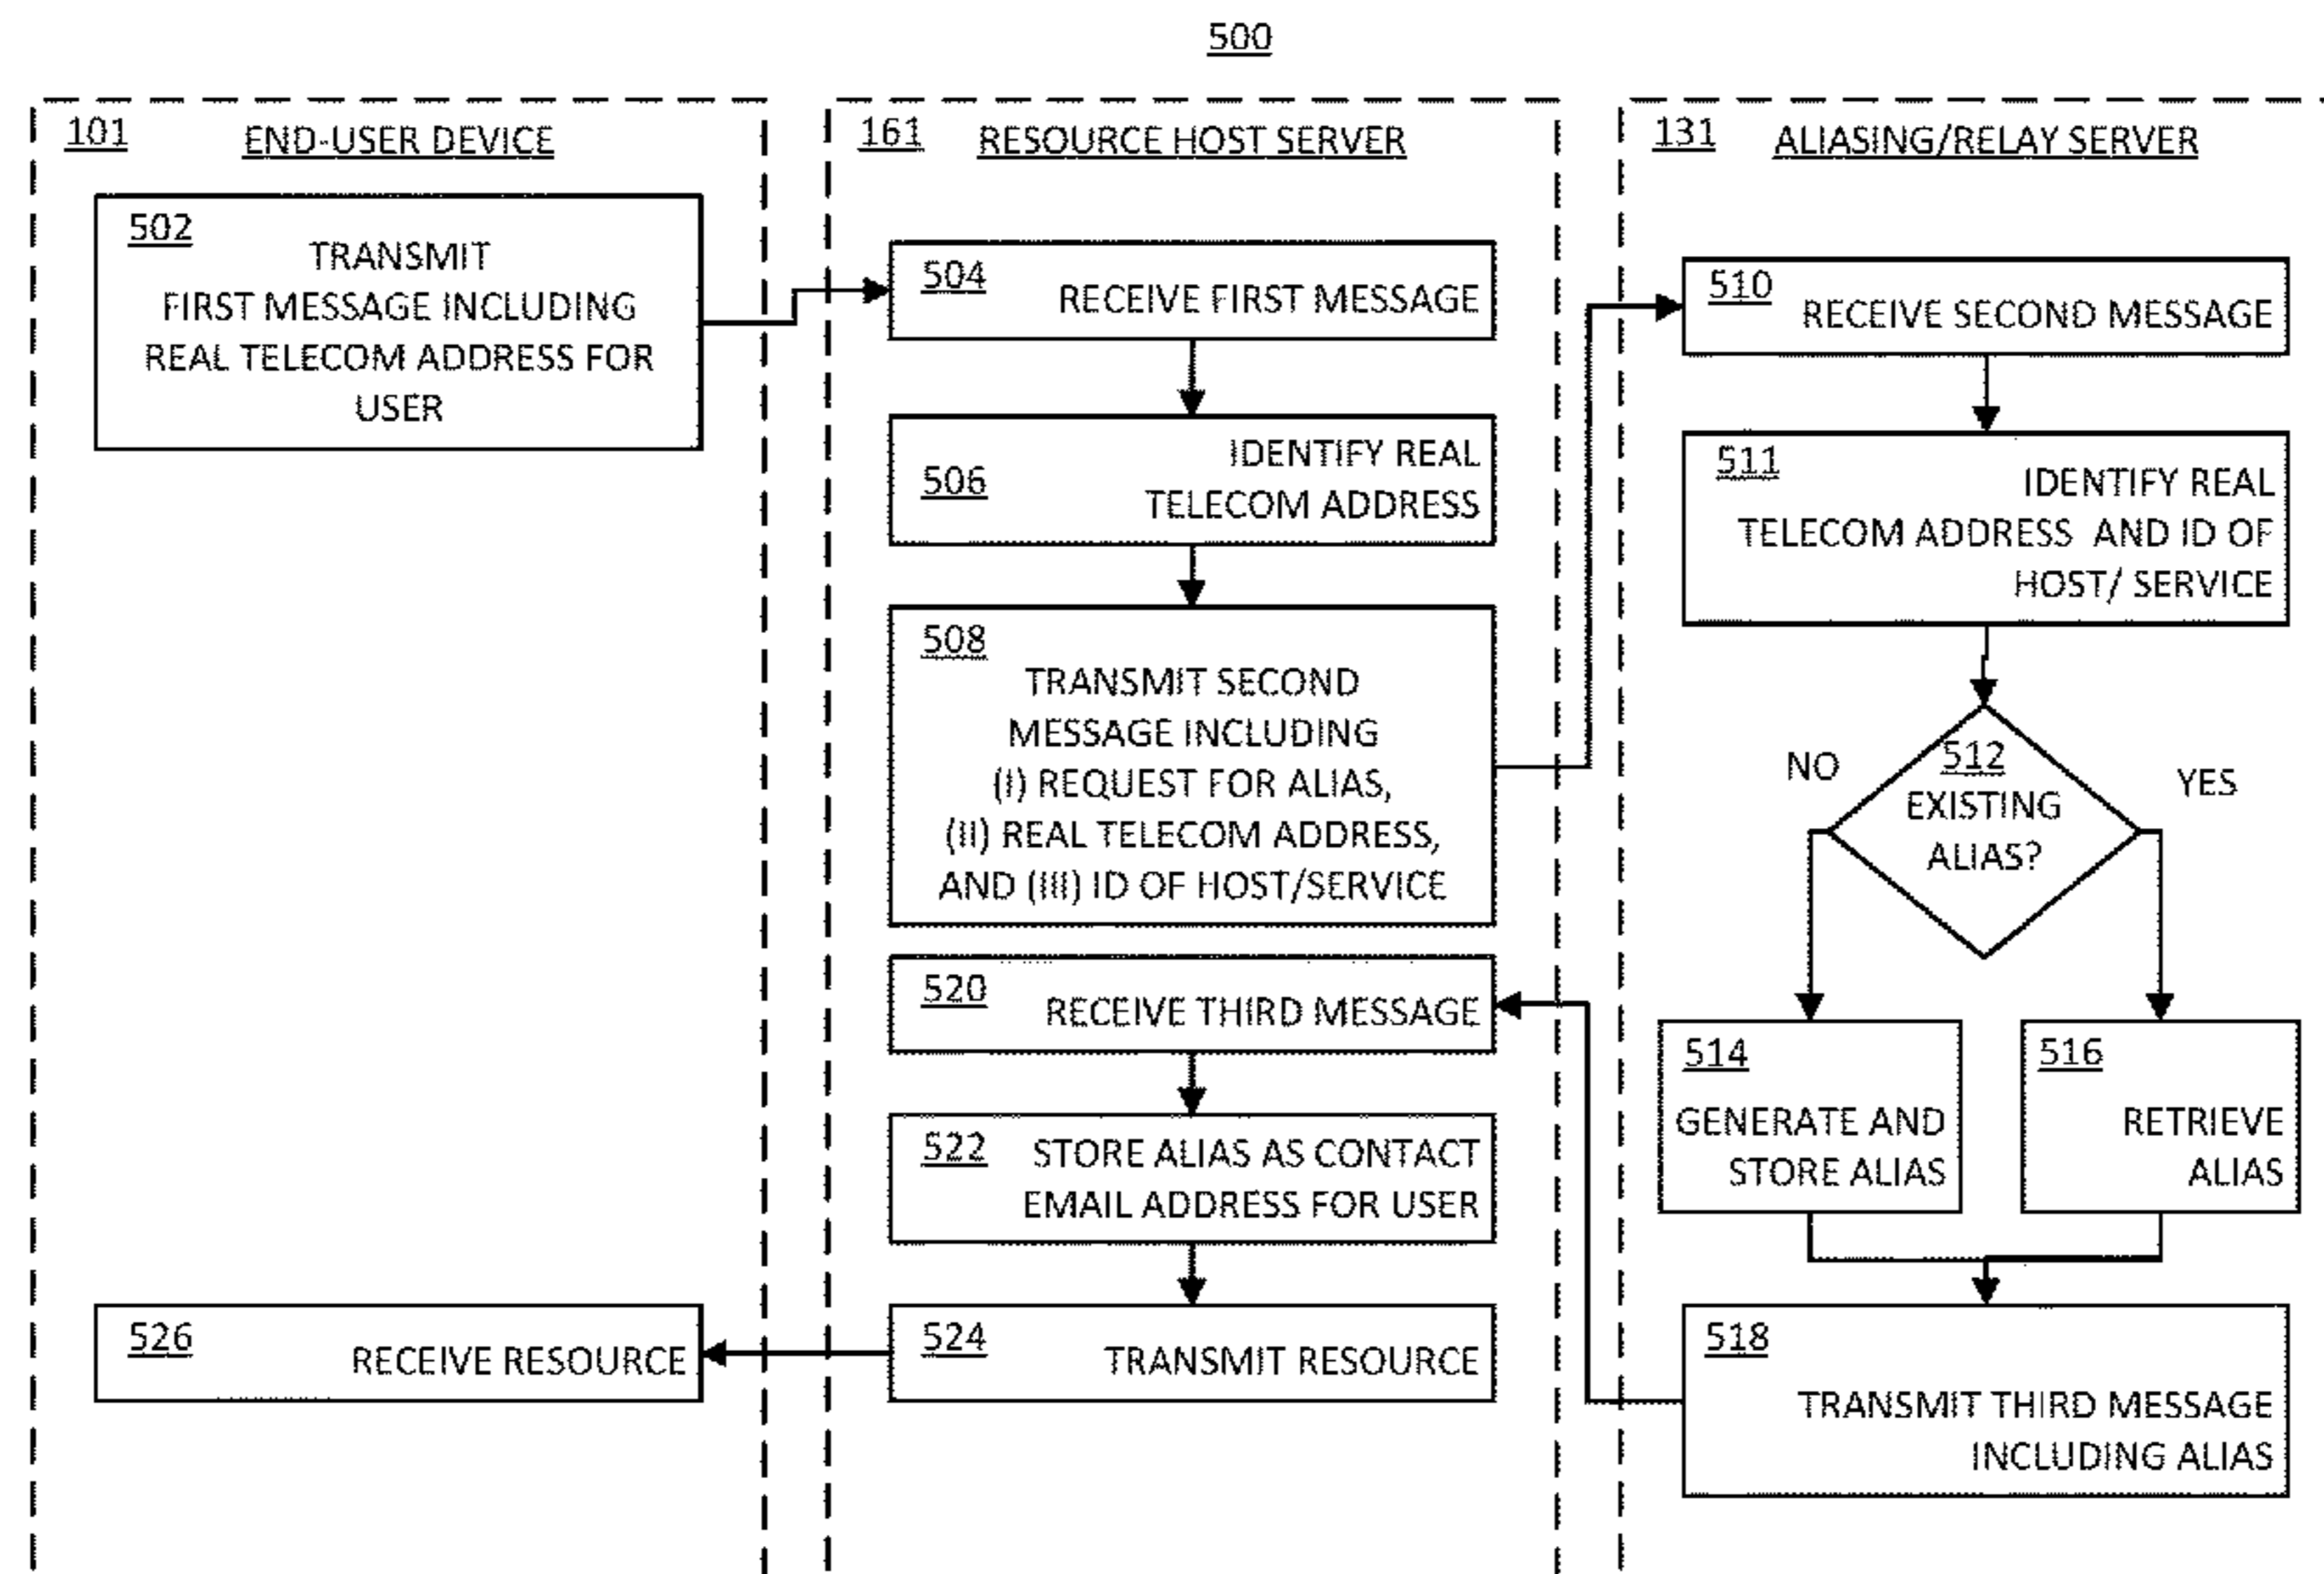 500
101 END-USER DEVICE
502
TRANSMIT
FIRST MESSAGE INCLUDING
REAL TELECOM ADDRESS FOR
USER
526
RECEIVE RESOURCE
161 RESOURCE HOST SERVER
504
RECEIVE FIRST MESSAGE
IDENTIFY REAL
506
TELECOM ADDRESS
508
TRANSMIT SECOND
MESSAGE INCLUDING
(I) REQUEST FOR ALIAS,
(II) REAL TELECOM ADDRESS,
AND (III) ID OF HOST/SERVICE
520
RECEIVE THIRD MESSAGE
522 STORE ALIAS AS CONTACT
EMAIL ADDRESS FOR USER
524
TRANSMIT RESOURCE
131 ALIASING/RELAY SERVER
510
RECEIVE SECOND MESSAGE
511
IDENTIFY REAL
TELECOM ADDRESS AND ID OF
HOST/ SERVICE
512
EXISTING
ALIAS?
NO
YES
514
GENERATE AND
STORE ALIAS
516
RETRIEVE
ALIAS
518
TRANSMIT THIRD MESSAGE
INCLUDING ALIAS